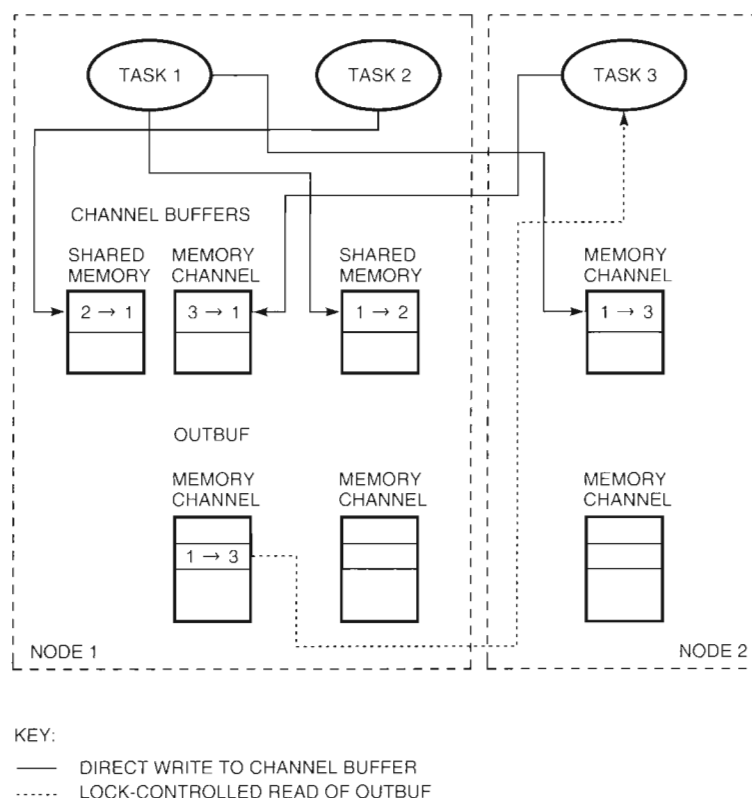 TASK 1 TASK 2 TASK 3
CHANNEL BUFFERS
SHARED MEMORY SHARED MEMORY
MEMORY CHANNEL MEMORY CHANNEL
2 → 1 3 → 1 1 → 2 1 → 3
OUTBUF
MEMORY MEMORY MEMORY
CHANNEL CHANNEL CHANNEL
1 → 3
NODE 1 NODE 2
KEY:
DIRECT WRITE TO CHANNEL BUFFER
LOCK-CONTROLLED READ OF OUTBUF